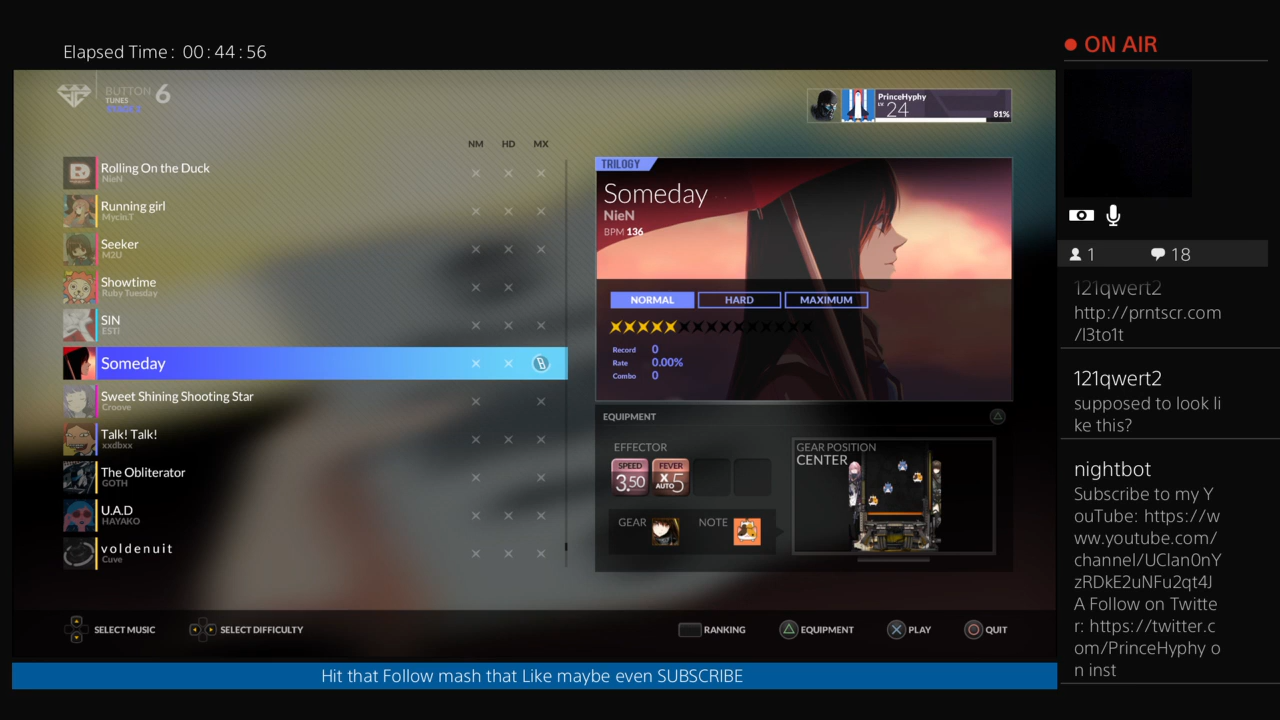 Elapsed Time: 00:44:56
ON AIR
BUTTON 6
TUNES
PrinceHyphy
LV. 24
81%
NM HD MX
Rolling On the Duck
NieN
Running girl
Mycin.T
Seeker
M2U
Showtime
Ruby Tuesday
SIN
ESTi
Someday
Sweet Shining Shooting Star
Croove
Talk! Talk!
xxdbxx
The Obliterator
GOTH
U.A.D
HAYAKO
voldenuit
Cuve
TRILOGY
Someday
NieN
BPM 136
NORMAL HARD MAXIMUM
Record 0
Rate 0.00%
Combo 0
EQUIPMENT
EFFECTOR
SPEED
3.50
FEVER
X5
AUTO
GEAR NOTE
GEAR POSITION
CENTER
SELECT MUSIC SELECT DIFFICULTY RANKING EQUIPMENT PLAY QUIT
Hit that Follow mash that Like maybe even SUBSCRIBE
1 18
121qwert2
http://prntscr.com
/l3to1t
121qwert2
supposed to look li
ke this?
nightbot
Subscribe to my Y
ouTube: https://w
ww.youtube.com/
channel/UClan0nY
zRDkE2uNFu2qt4J
A Follow on Twitte
r: https://twitter.c
om/PrinceHyphy o
n inst